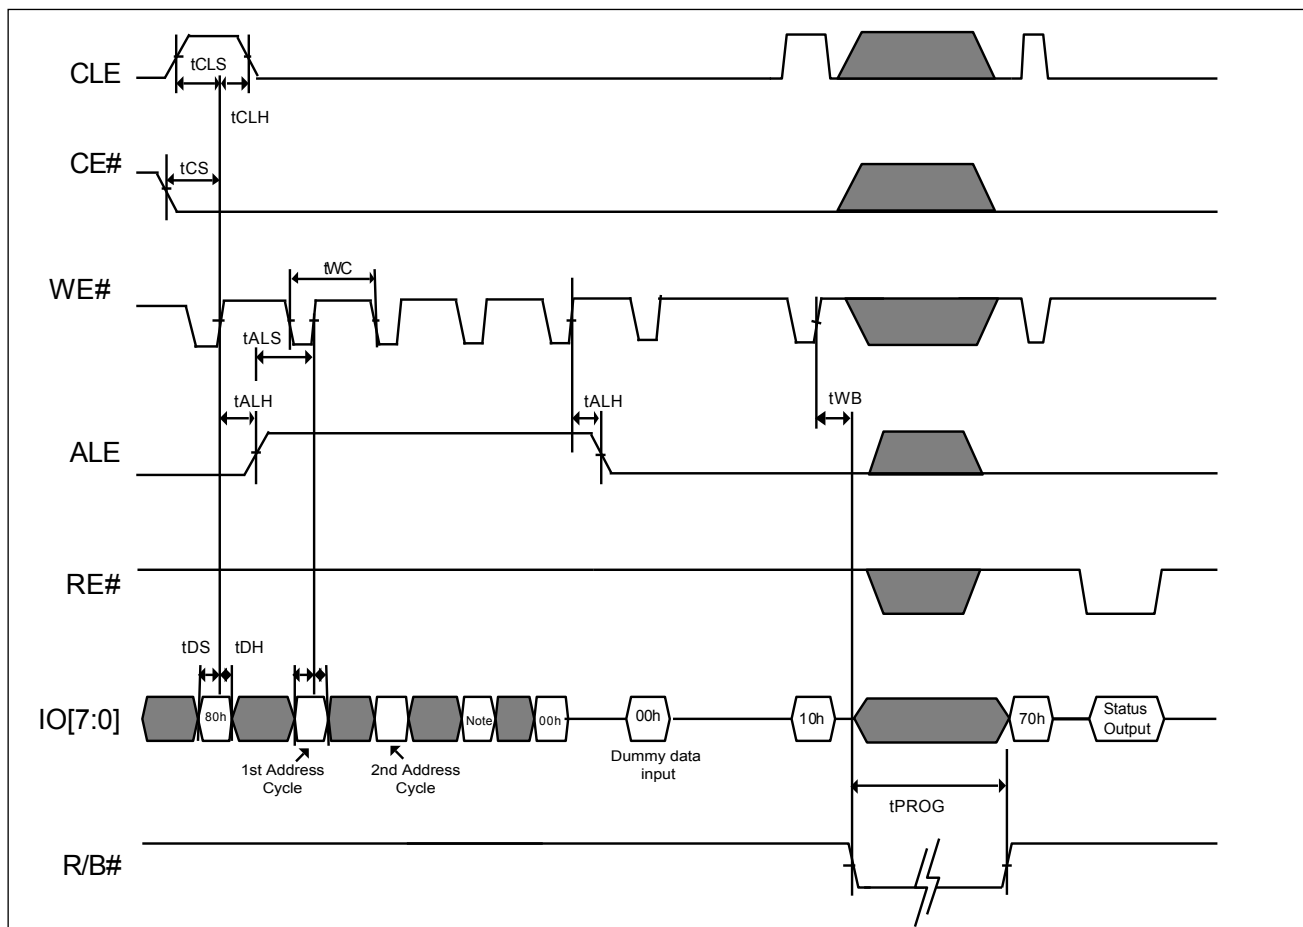 CLE
tCLS
tCLH
CE#
tCS
WE#
tWC
tALS
tALH
tALH
tWB
ALE
RE#
tDS
tDH
IO[7:0]
80h
Note
00h
00h
10h
70h
Status
Output
1st Address
Cycle
2nd Address
Cycle
Dummy data
input
tPROG
R/B#